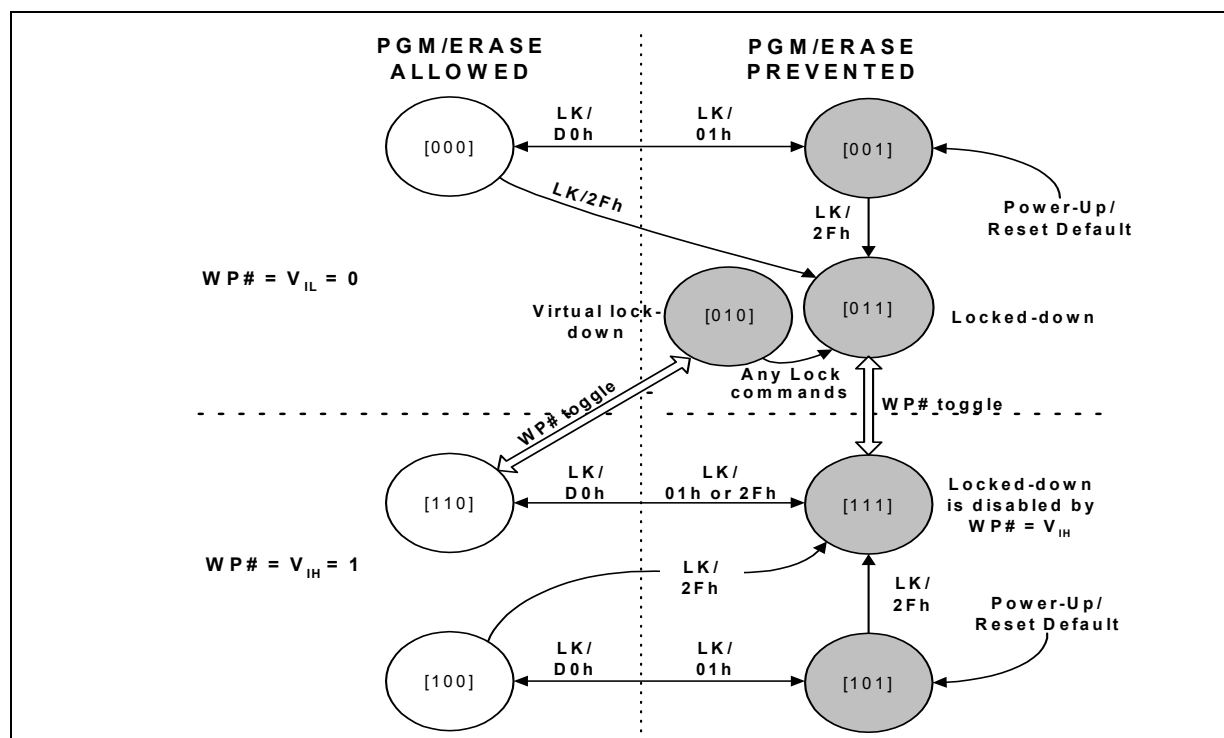 PGM/ERASE
ALLOWED
PGM/ERASE
PREVENTED
LK/
D0h
LK/
01h
[000]
[001]
LK/2Fh
LK/
2Fh
Power-Up/
Reset Default
WP# = VIL = 0
Virtual lock-
down
[010]
[011]
Locked-down
Any Lock
commands
WP# toggle
WP# toggle
LK/
D0h
LK/
01h or 2Fh
[110]
[111]
Locked-down
is disabled by
WP# = VIH
WP# = VIH = 1
LK/
2Fh
LK/
2Fh
Power-Up/
Reset Default
LK/
D0h
LK/
01h
[100]
[101]